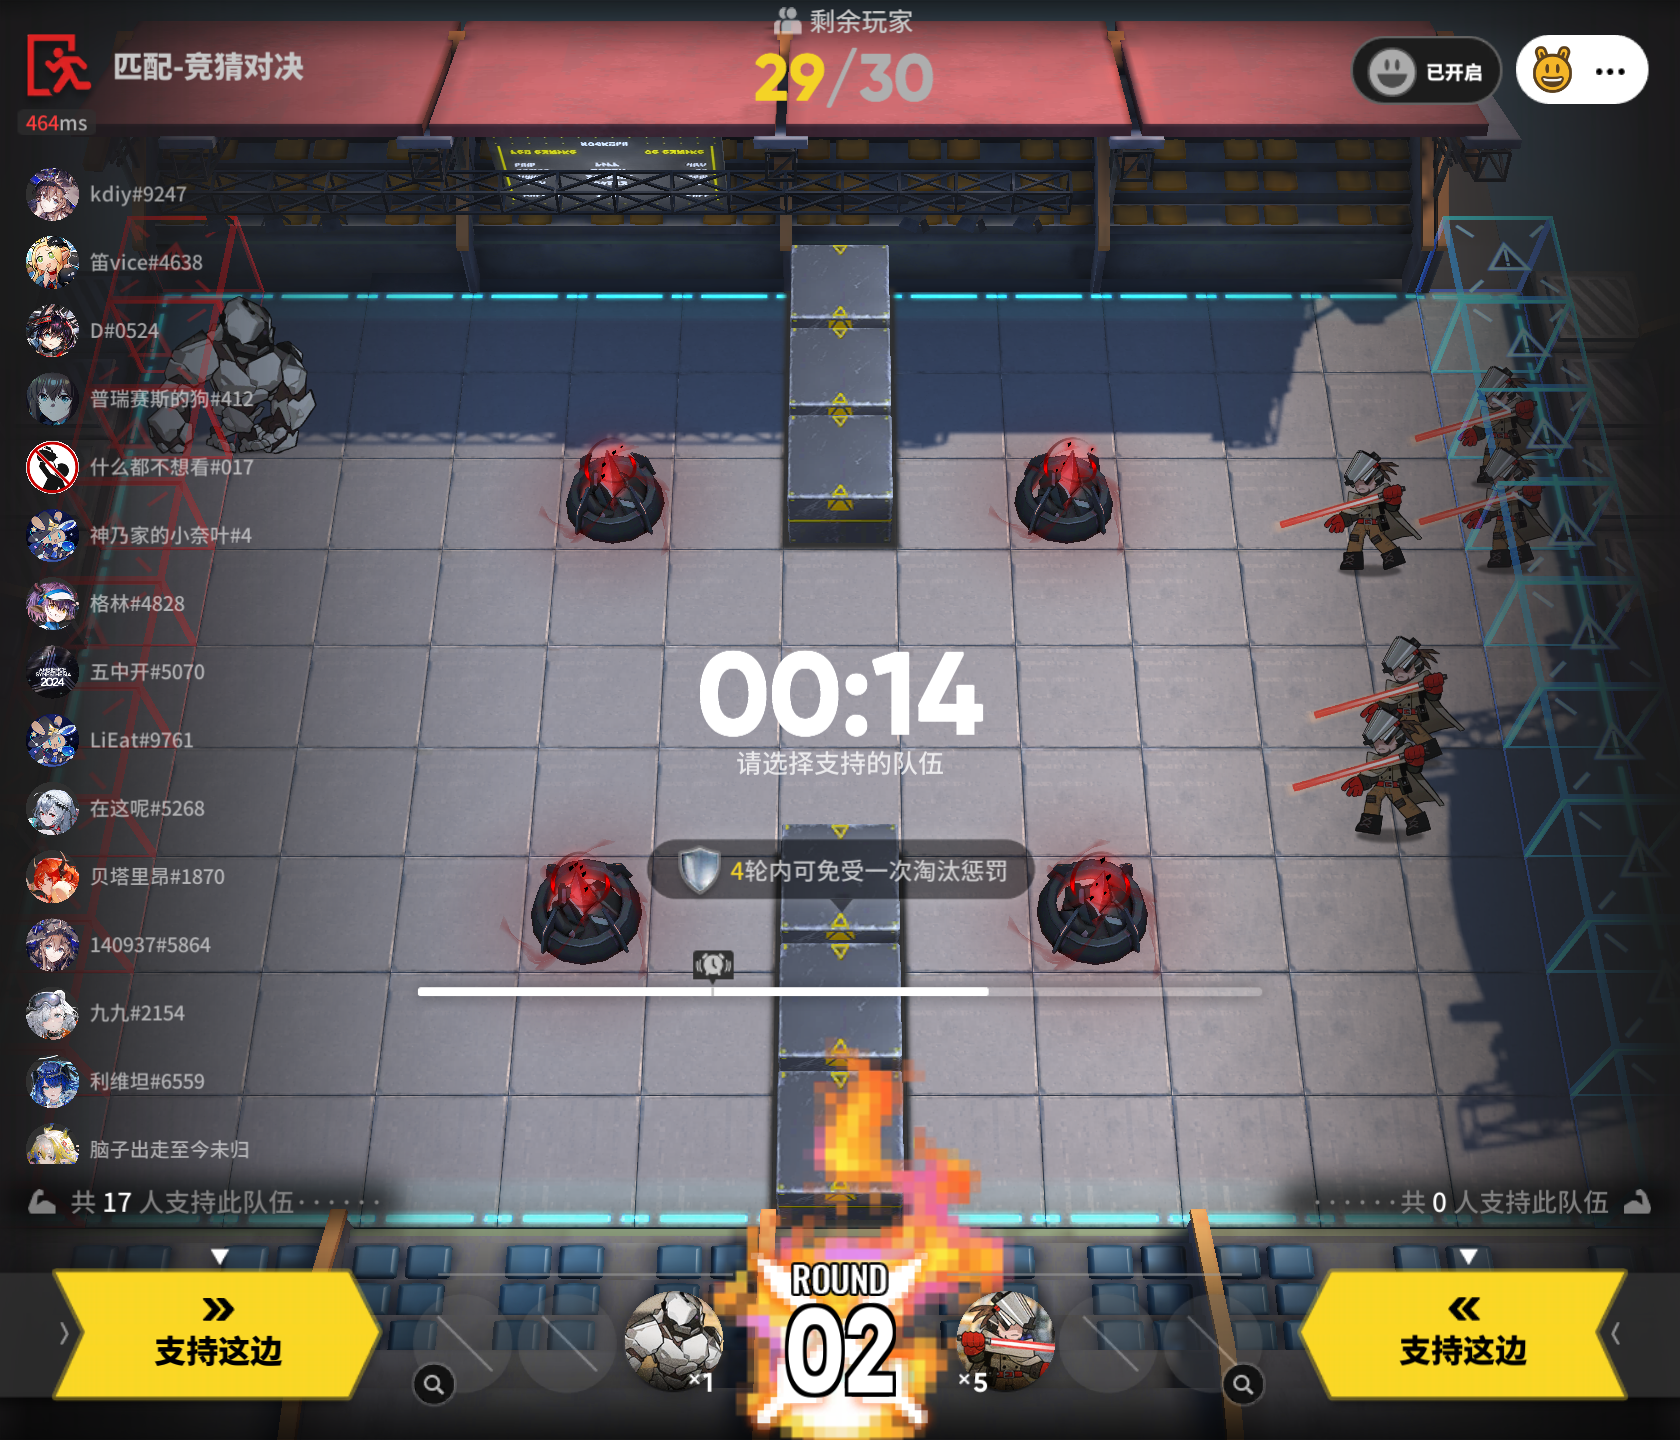 剩余玩家
29/30
匹配-竞猜对决
464ms
已开启
kdiy#9247
笛vice#4638
D#0524
普瑞赛斯的狗#412
什么都不想看#017
神乃家的小奈叶#4
格林#4828
五中开#5070
LiEat#9761
在这呢#5268
贝塔里昂#1870
140937#5864
九九#2154
利维坦#6559
脑子出走至今未归
00:14
请选择支持的队伍
4轮内可免受一次淘汰惩罚
共 17 人支持此队伍······
······共 0 人支持此队伍
支持这边
×1
ROUND
02
×5
支持这边